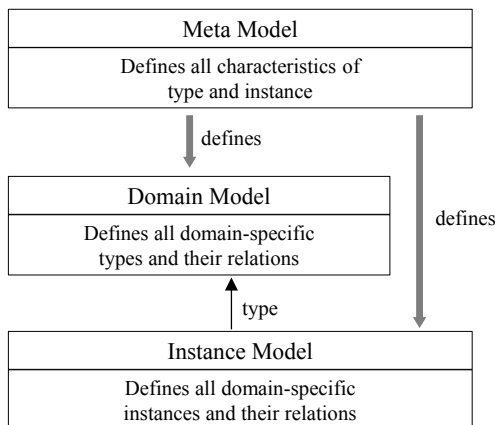 Meta Model
Defines all characteristics of
type and instance
defines
Domain Model
Defines all domain-specific
types and their relations
defines
type
Instance Model
Defines all domain-specific
instances and their relations